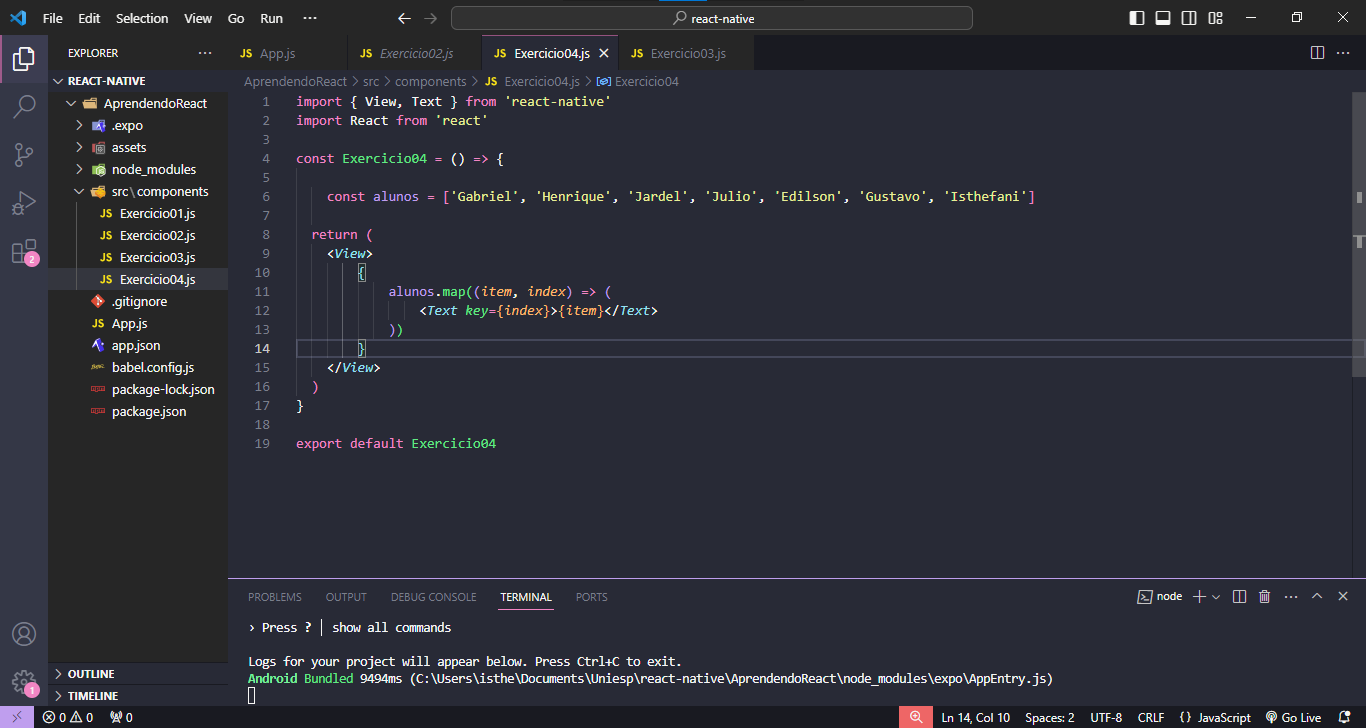 File Edit Selection View Go Run ··· react-native
EXPLORER ···
REACT-NATIVE
AprendendoReact
.expo
assets
node_modules
src\components
JS Exercicio01.js
JS Exercicio02.js
JS Exercicio03.js
JS Exercicio04.js
.gitignore
JS App.js
app.json
babel.config.js
package-lock.json
package.json
OUTLINE
TIMELINE
2
1
JS App.js JS Exercicio02.js JS Exercicio04.js JS Exercicio03.js ···
AprendendoReact > src > components > JS Exercicio04.js > Exercicio04
1 import { View, Text } from 'react-native'
2 import React from 'react'
3
4 const Exercicio04 = () => {
5
6 const alunos = ['Gabriel', 'Henrique', 'Jardel', 'Julio', 'Edilson', 'Gustavo', 'Isthefani']
7
8 return (
9 <View>
10 {
11 alunos.map((item, index) => (
12 <Text key={index}>{item}</Text>
13 ))
14 }
15 </View>
16 )
17 }
18
19 export default Exercicio04
PROBLEMS OUTPUT DEBUG CONSOLE TERMINAL PORTS node ···
› Press ? │ show all commands
Logs for your project will appear below. Press Ctrl+C to exit.
Android Bundled 9494ms (C:\Users\isthe\Documents\Uniesp\react-native\AprendendoReact\node_modules\expo\AppEntry.js)
0 0 0 Ln 14, Col 10 Spaces: 2 UTF-8 CRLF {} JavaScript Go Live